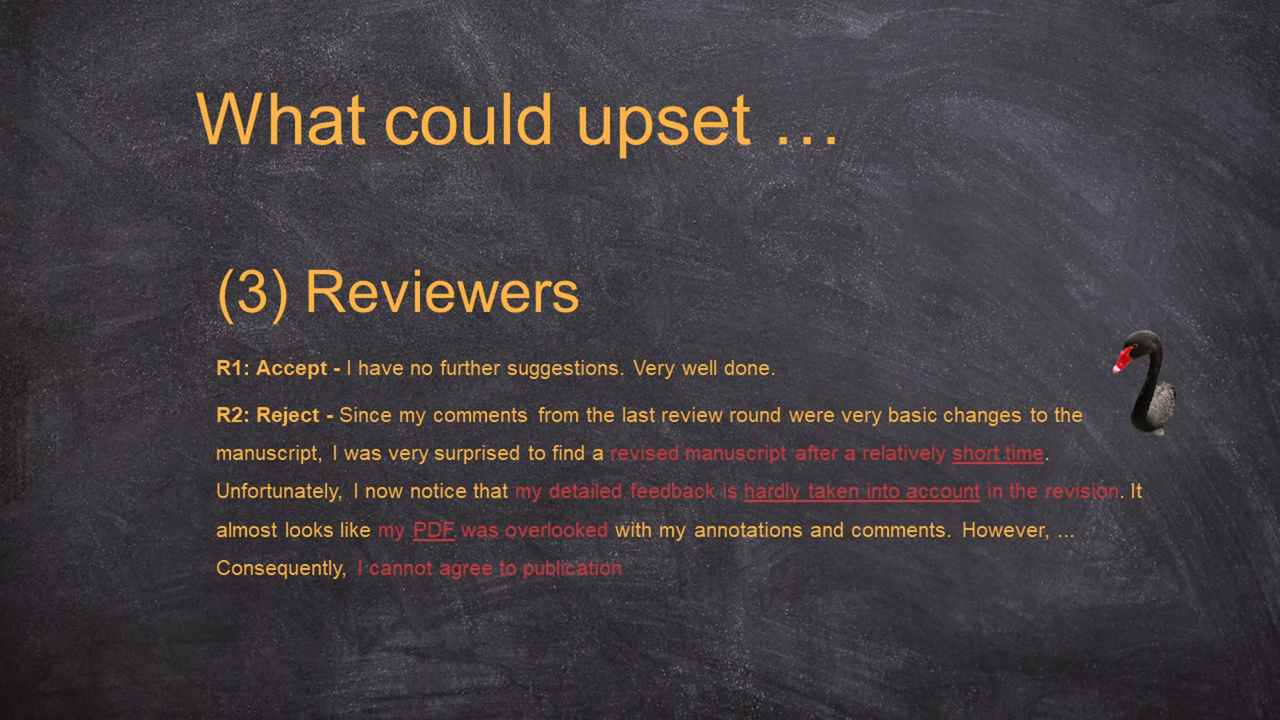 What could upset …
(3) Reviewers
R1: Accept - I have no further suggestions. Very well done.
R2: Reject - Since my comments from the last review round were very basic changes to the
manuscript, I was very surprised to find a revised manuscript after a relatively short time.
Unfortunately, I now notice that my detailed feedback is hardly taken into account in the revision. It
almost looks like my PDF was overlooked with my annotations and comments. However, ...
Consequently, I cannot agree to publication